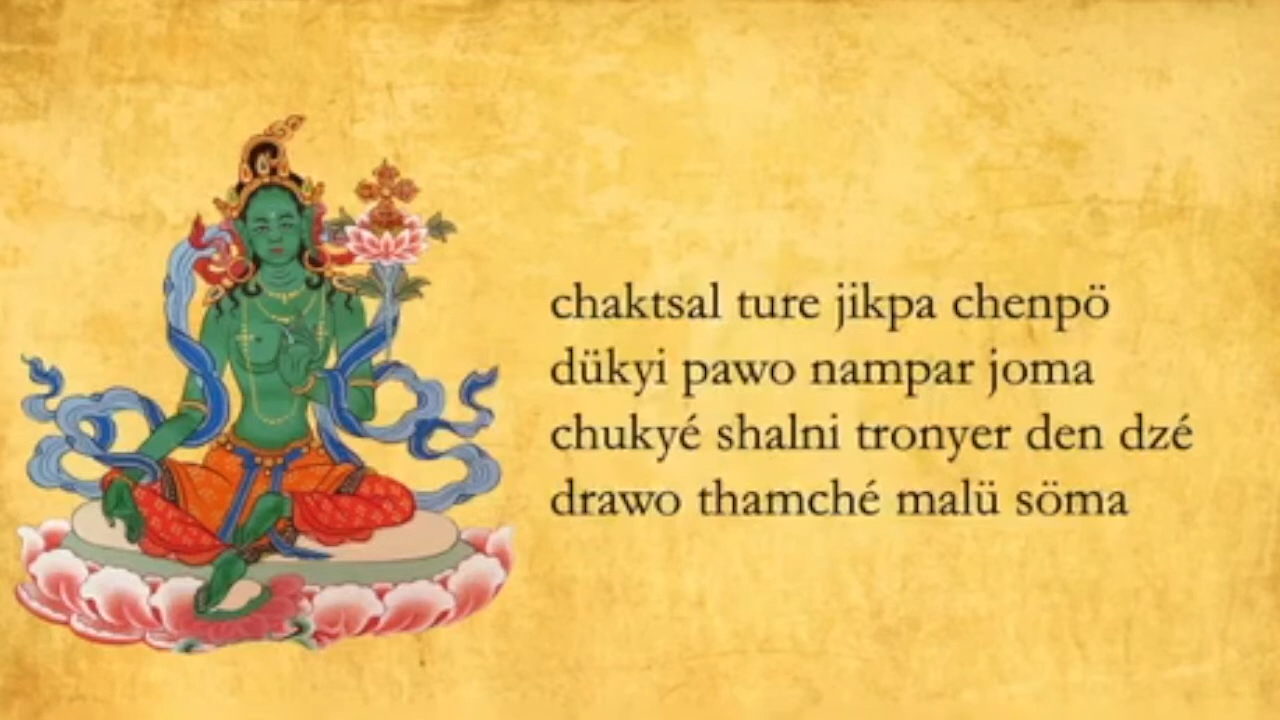 chaktsal ture jikpa chenpö
dükyi pawo nampar joma
chukyé shalni tronyer den dzé
drawo thamché malü söma